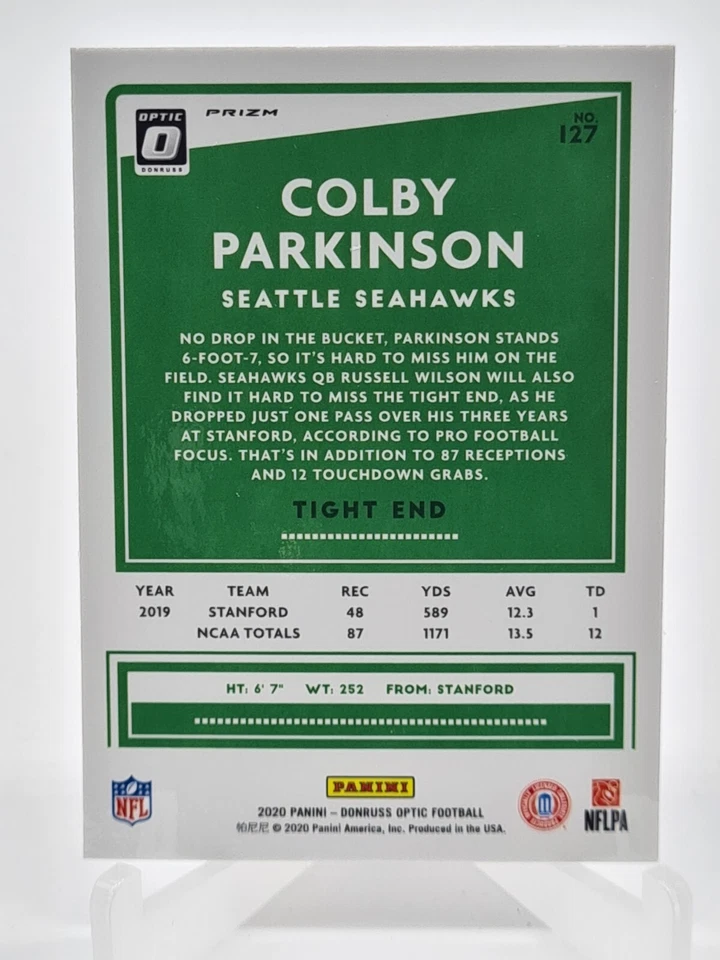 OPTIC
O
DONRUSS
PRIZM
NO.
127
COLBY
PARKINSON
SEATTLE SEAHAWKS
NO DROP IN THE BUCKET, PARKINSON STANDS
6-FOOT-7, SO IT'S HARD TO MISS HIM ON THE
FIELD. SEAHAWKS QB RUSSELL WILSON WILL ALSO
FIND IT HARD TO MISS THE TIGHT END, AS HE
DROPPED JUST ONE PASS OVER HIS THREE YEARS
AT STANFORD, ACCORDING TO PRO FOOTBALL
FOCUS. THAT'S IN ADDITION TO 87 RECEPTIONS
AND 12 TOUCHDOWN GRABS.
TIGHT END
YEAR TEAM REC YDS AVG TD
2019 STANFORD 48 589 12.3 1
NCAA TOTALS 87 1171 13.5 12
HT: 6' 7" WT: 252 FROM: STANFORD
NFL
PANINI
2020 PANINI – DONRUSS OPTIC FOOTBALL
帕尼尼 © 2020 Panini America, Inc. Produced in the USA.
NFLPA